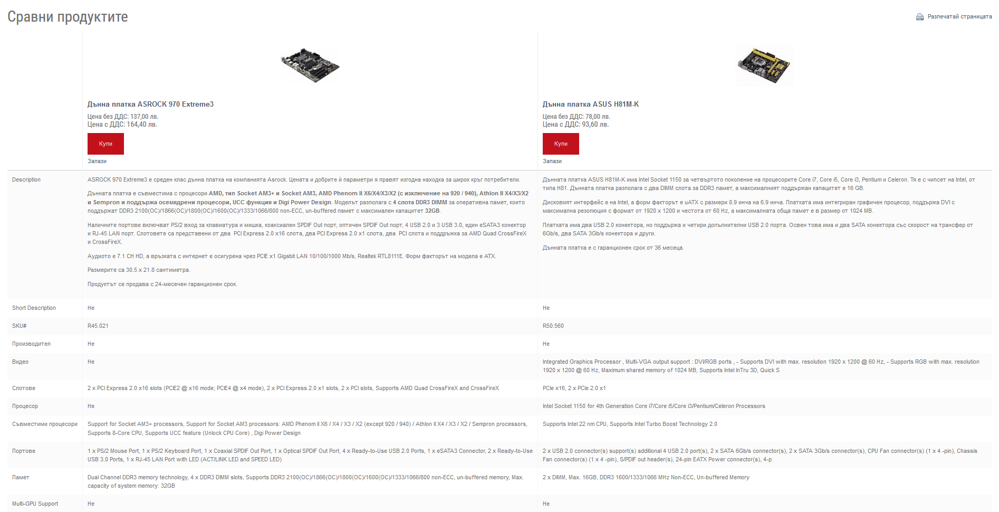 Сравни продуктите
Разпечатай страницата
Дънна платка ASROCK 970 Extreme3
Цена без ДДС: 137,00 лв.
Цена с ДДС: 164,40 лв.
Купи
Запази
Дънна платка ASUS H81M-K
Цена без ДДС: 78,00 лв.
Цена с ДДС: 93,60 лв.
Купи
Запази
Description
ASROCK 970 Extreme3 е среден клас дънна платка на компанията Asrock. Цената и добрите ѝ параметри я правят изгодна находка за широк кръг потребители.
Дънната платка е съвместима с процесори AMD, тип Socket AM3+ и Socket AM3, AMD Phenom II X6/X4/X3/X2 (с изключение на 920 / 940), Athlon II X4/X3/X2
и Sempron и поддържа осемядрени процесори, UCC функция и Digi Power Design. Моделът разполага с 4 слота DDR3 DIMM за оперативна памет, които
поддържат DDR3 2100(OC)/1866(OC)/1800(OC)/1600(OC)/1333/1066/800 non-ECC, un-buffered памет с максимален капацитет 32GB.
Наличните портове включват PS/2 вход за клавиатура и мишка, коаксиален SPDIF Out порт, оптичен SPDIF Out порт, 4 USB 2.0 и 3 USB 3.0, един eSATA3 конектор
и RJ-45 LAN порт. Слотовете са представени от два PCI Express 2.0 x16 слота, два PCI Express 2.0 x1 слота, два PCI слота и поддръжка за AMD Quad CrossFireX
и CrossFireX.
Аудиото е 7.1 CH HD, а връзката с интернет е осигурена чрез PCIE x1 Gigabit LAN 10/100/1000 Mb/s, Realtek RTL8111E. Форм факторът на модела е ATX.
Размерите са 30.5 x 21.8 сантиметра.
Продуктът се продава с 24-месечен гаранционен срок.
Дънната платка ASUS H81M-K има Intel Socket 1150 за четвъртото поколение на процесорите Core i7, Core i5, Core i3, Pentium и Celeron. Тя е с чипсет на Intel, от
типа H81. Дънната платка разполага с два DIMM слота за DDR3 памет, а максималният поддържан капацитет е 16 GB.
Дисковият интерфейс е на Intel, а форм факторът е uATX с размери 8.9 инча на 6.9 инча. Платката има интегриран графичен процесор, поддържа DVI с
максимална резолюция с формат от 1920 x 1200 и честота от 60 Hz, а максималната обща памет е в размер от 1024 MB.
Платката има два USB 2.0 конектора, но поддържа и четири допълнителни USB 2.0 порта. Освен това има и два SATA конектора със скорост на трансфер от
6Gb/s, два SATA 3Gb/s конектора и други.
Дънната платка е с гаранционен срок от 36 месеца.
Short Description
Не
Не
SKU#
R45.021
R50.560
Производител
Не
Не
Видео
Не
Integrated Graphics Processor , Multi-VGA output support : DVI/RGB ports , - Supports DVI with max. resolution 1920 x 1200 @ 60 Hz, - Supports RGB with max. resolution
1920 x 1200 @ 60 Hz, Maximum shared memory of 1024 MB, Supports Intel InTru 3D, Quick S
Слотове
2 x PCI Express 2.0 x16 slots (PCIE2 @ x16 mode; PCIE4 @ x4 mode), 2 x PCI Express 2.0 x1 slots, 2 x PCI slots, Supports AMD Quad CrossFireX and CrossFireX
PCIe x16, 2 x PCIe 2.0 x1
Процесор
Не
Intel Socket 1150 for 4th Generation Core i7/Core i5/Core i3/Pentium/Celeron Processors
Съвместими процесори
Support for Socket AM3+ processors, Support for Socket AM3 processors: AMD Phenom II X6 / X4 / X3 / X2 (except 920 / 940) / Athlon II X4 / X3 / X2 / Sempron processors,
Supports 8-Core CPU, Supports UCC feature (Unlock CPU Core) , Digi Power Design
Supports Intel 22 nm CPU, Supports Intel Turbo Boost Technology 2.0
Портове
1 x PS/2 Mouse Port, 1 x PS/2 Keyboard Port, 1 x Coaxial SPDIF Out Port, 1 x Optical SPDIF Out Port, 4 x Ready-to-Use USB 2.0 Ports, 1 x eSATA3 Connector, 2 x Ready-to-Use
USB 3.0 Ports, 1 x RJ-45 LAN Port with LED (ACT/LINK LED and SPEED LED)
2 x USB 2.0 connector(s) support(s) additional 4 USB 2.0 port(s), 2 x SATA 6Gb/s connector(s), 2 x SATA 3Gb/s connector(s), CPU Fan connector(s) (1 x 4 -pin), Chassis
Fan connector(s) (1 x 4 -pin), S/PDIF out header(s), 24-pin EATX Power connector(s), 4-p
Памет
Dual Channel DDR3 memory technology, 4 x DDR3 DIMM slots, Supports DDR3 2100(OC)/1866(OC)/1800(OC)/1600(OC)/1333/1066/800 non-ECC, un-buffered memory, Max.
capacity of system memory: 32GB
2 x DIMM, Max. 16GB, DDR3 1600/1333/1066 MHz Non-ECC, Un-buffered Memory
Multi-GPU Support
Не
Не